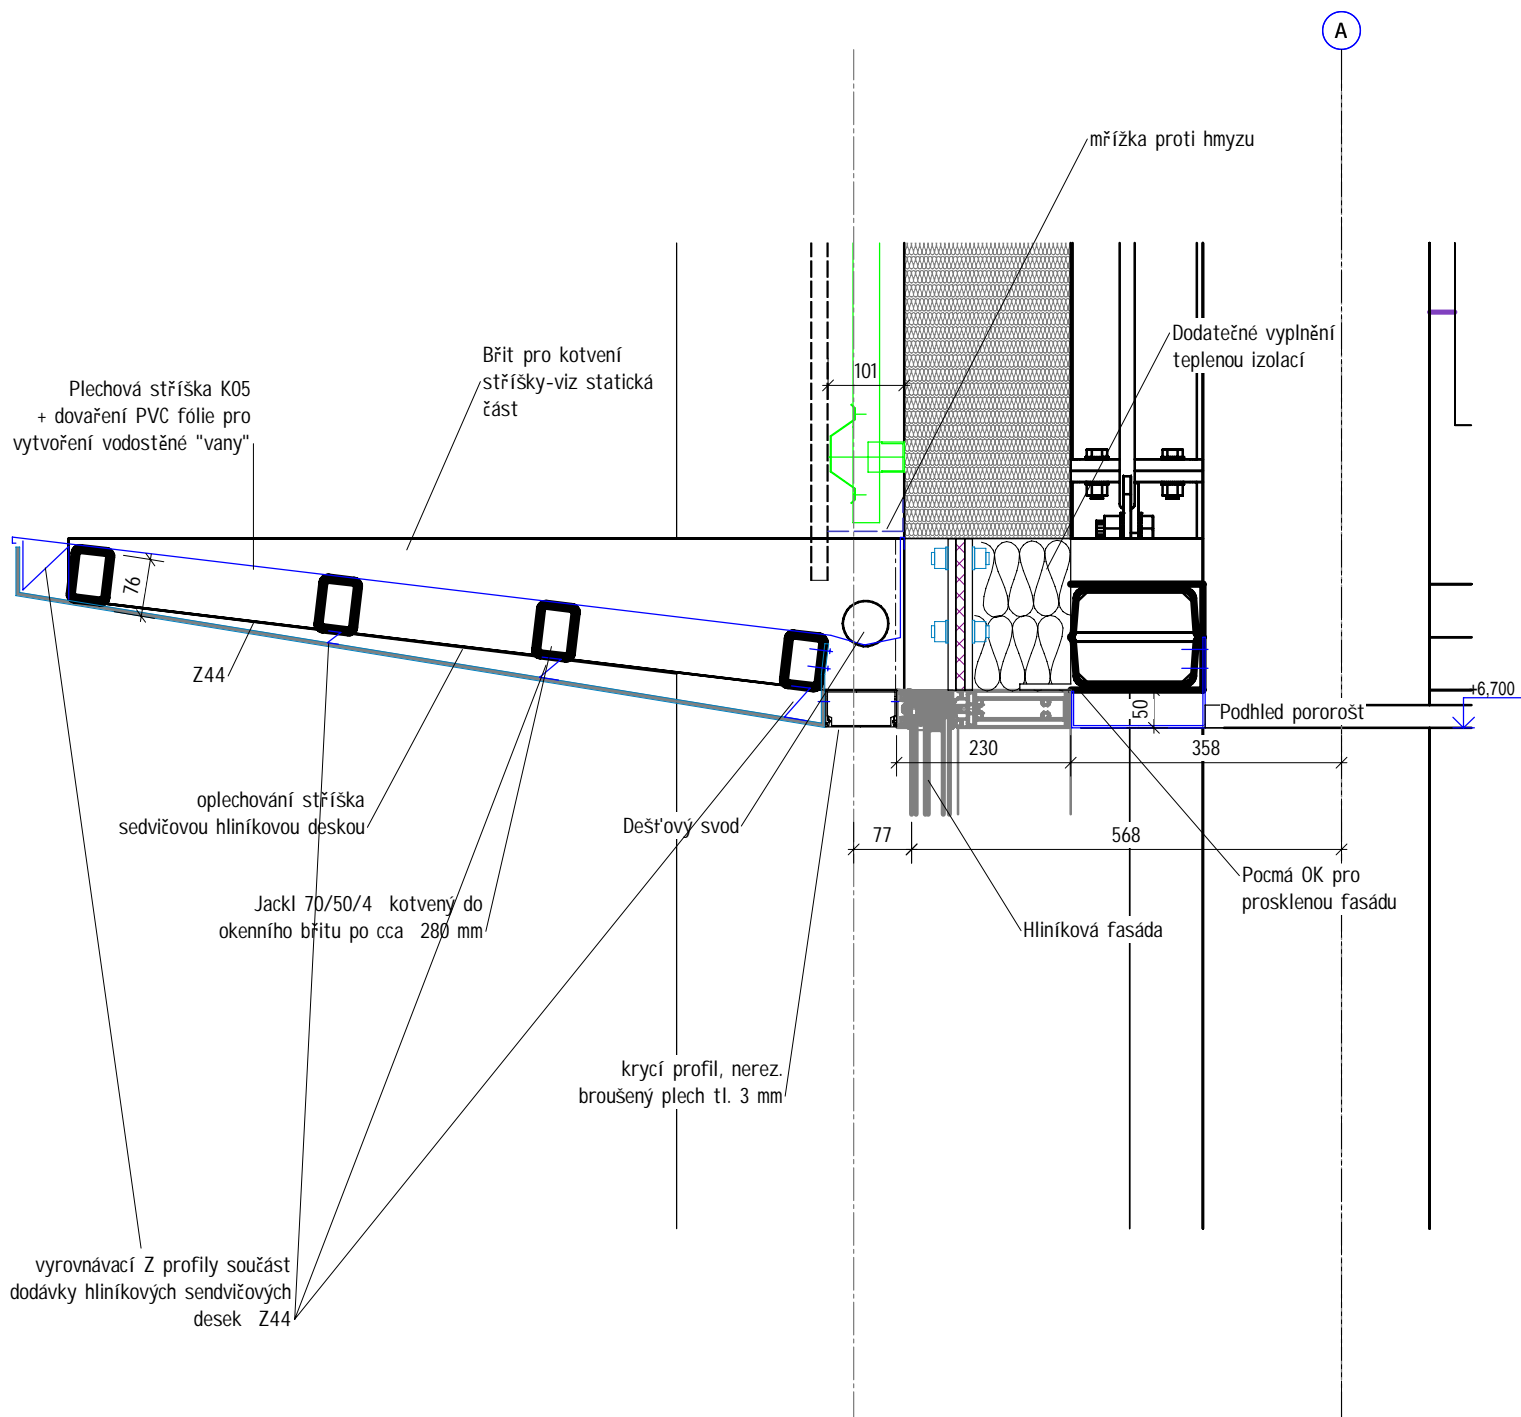 A
mřížka proti hmyzu
Dodatečné vyplnění
teplenou izolací
Břit pro kotvení
stříšky-viz statická
část
101
Plechová stříška K05
+ dovaření PVC fólie pro
vytvoření vodostěné "vany"
76
Z44
+6,700
50
Podhled pororošt
230
358
oplechování stříška
sedvičovou hliníkovou deskou
Dešťový svod
77
568
Pocmá OK pro
prosklenou fasádu
Jackl 70/50/4 kotvený do
okenního břitu po cca 280 mm
Hliníková fasáda
krycí profil, nerez.
broušený plech tl. 3 mm
vyrovnávací Z profily součást
dodávky hliníkových sendvičových
desek Z44